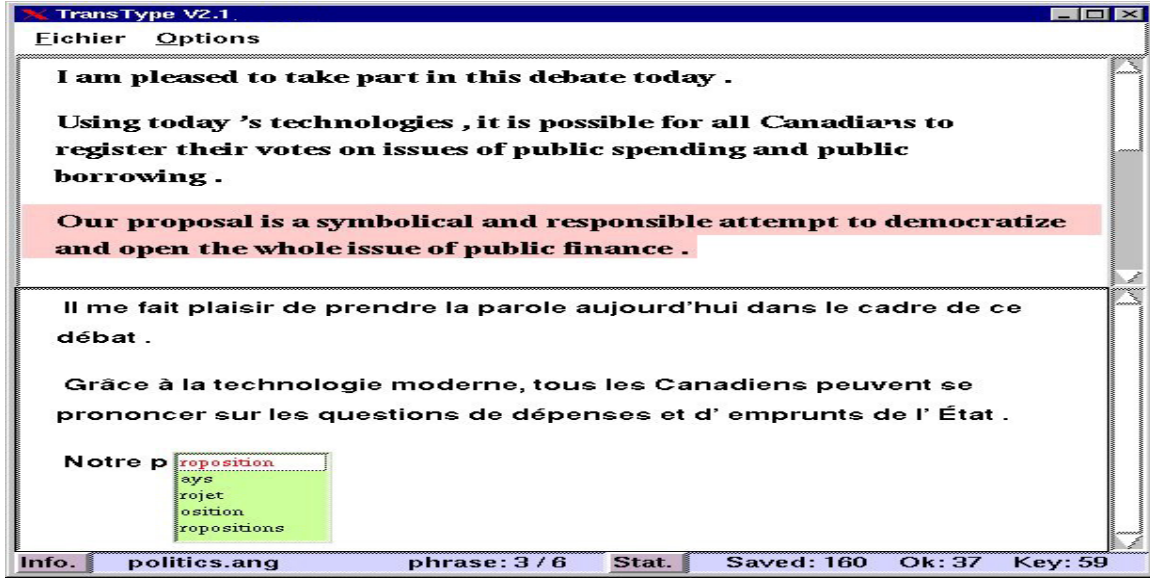 TransType V2.1
Fichier Options
I am pleased to take part in this debate today .
Using today 's technologies , it is possible for all Canadians to
register their votes on issues of public spending and public
borrowing .
Our proposal is a symbolical and responsible attempt to democratize
and open the whole issue of public finance .
Il me fait plaisir de prendre la parole aujourd'hui dans le cadre de ce
débat .
Grâce à la technologie moderne, tous les Canadiens peuvent se
prononcer sur les questions de dépenses et d' emprunts de l' État .
Notre p roposition
ays
rojet
osition
ropositions
Info. politics.ang phrase: 3 / 6 Stat. Saved: 160 Ok: 37 Key: 59